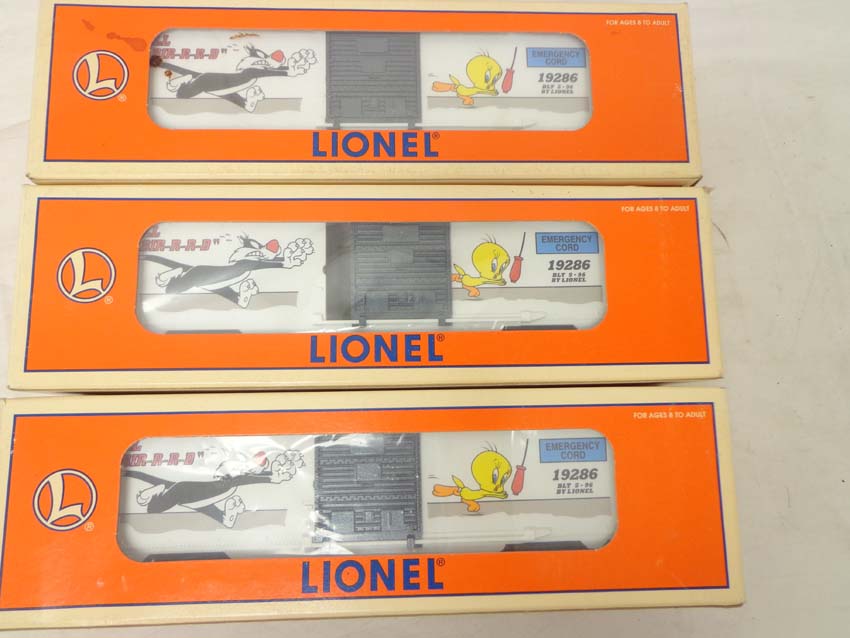 FOR AGES 8 TO ADULT
EMERGENCY
CORD
19286
BLT 5-96
BY LIONEL
L
®
LIONEL®
FOR AGES 8 TO ADULT
EMERGENCY
CORD
19286
BLT 5-96
BY LIONEL
L
®
LIONEL®
FOR AGES 8 TO ADULT
EMERGENCY
CORD
19286
BLT 5-96
BY LIONEL
L
®
LIONEL®